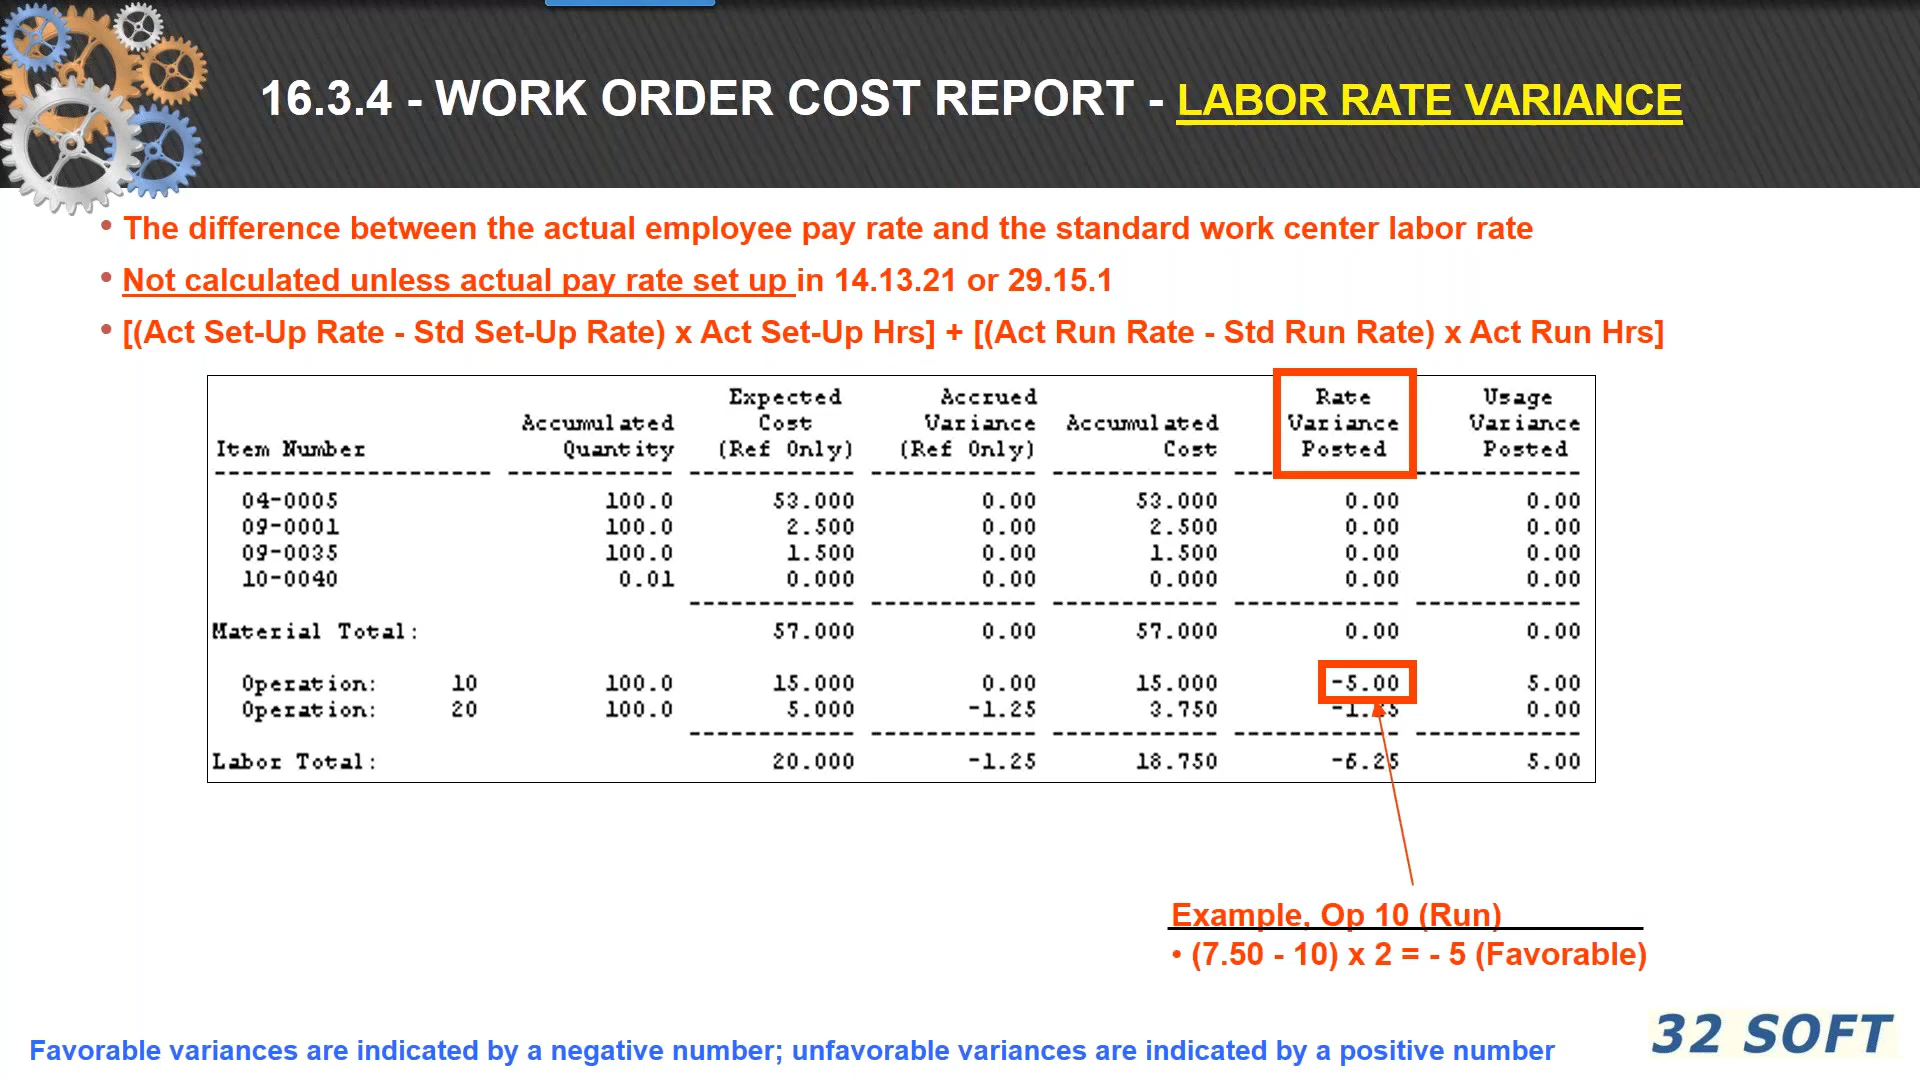 16.3.4 - WORK ORDER COST REPORT - LABOR RATE VARIANCE
• The difference between the actual employee pay rate and the standard work center labor rate
• Not calculated unless actual pay rate set up in 14.13.21 or 29.15.1
• [(Act Set-Up Rate - Std Set-Up Rate) x Act Set-Up Hrs] + [(Act Run Rate - Std Run Rate) x Act Run Hrs]
Expected Accrued Rate Usage
Accumulated Cost Variance Accumulated Variance Variance
Item Number Quantity (Ref Only) (Ref Only) Cost Posted Posted
04-0005 100.0 53.000 0.00 53.000 0.00 0.00
09-0001 100.0 2.500 0.00 2.500 0.00 0.00
09-0035 100.0 1.500 0.00 1.500 0.00 0.00
10-0040 0.01 0.000 0.00 0.000 0.00 0.00
Material Total: 57.000 0.00 57.000 0.00 0.00
Operation: 10 100.0 15.000 0.00 15.000 -5.00 5.00
Operation: 20 100.0 5.000 -1.25 3.750 0.00
Labor Total: 20.000 -1.25 18.750 -6.25 5.00
Example, Op 10 (Run)
• (7.50 - 10) x 2 = - 5 (Favorable)
32 SOFT
Favorable variances are indicated by a negative number; unfavorable variances are indicated by a positive number